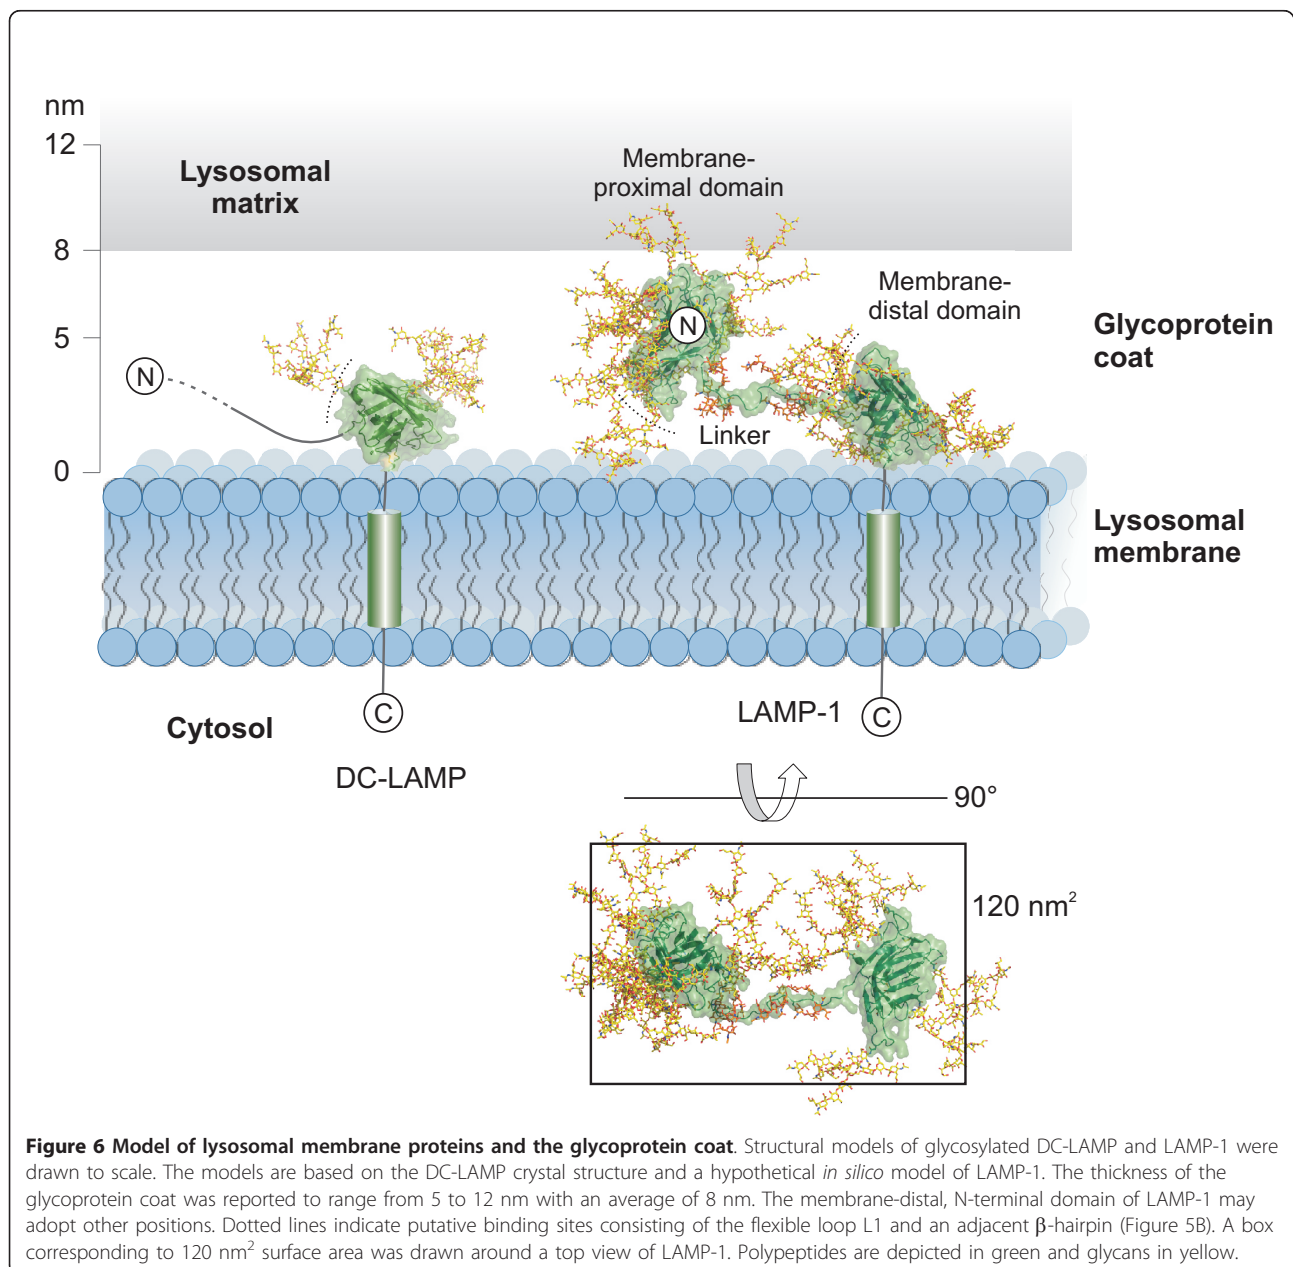 nm
12
8
5
0
Lysosomal
matrix
Membrane-
proximal domain
Membrane-
distal domain
N
N
Linker
Glycoprotein
coat
Lysosomal
membrane
Cytosol
C
DC-LAMP
LAMP-1
C
90°
120 nm²
Figure 6 Model of lysosomal membrane proteins and the glycoprotein coat. Structural models of glycosylated DC-LAMP and LAMP-1 were
drawn to scale. The models are based on the DC-LAMP crystal structure and a hypothetical in silico model of LAMP-1. The thickness of the
glycoprotein coat was reported to range from 5 to 12 nm with an average of 8 nm. The membrane-distal, N-terminal domain of LAMP-1 may
adopt other positions. Dotted lines indicate putative binding sites consisting of the flexible loop L1 and an adjacent β-hairpin (Figure 5B). A box
corresponding to 120 nm² surface area was drawn around a top view of LAMP-1. Polypeptides are depicted in green and glycans in yellow.